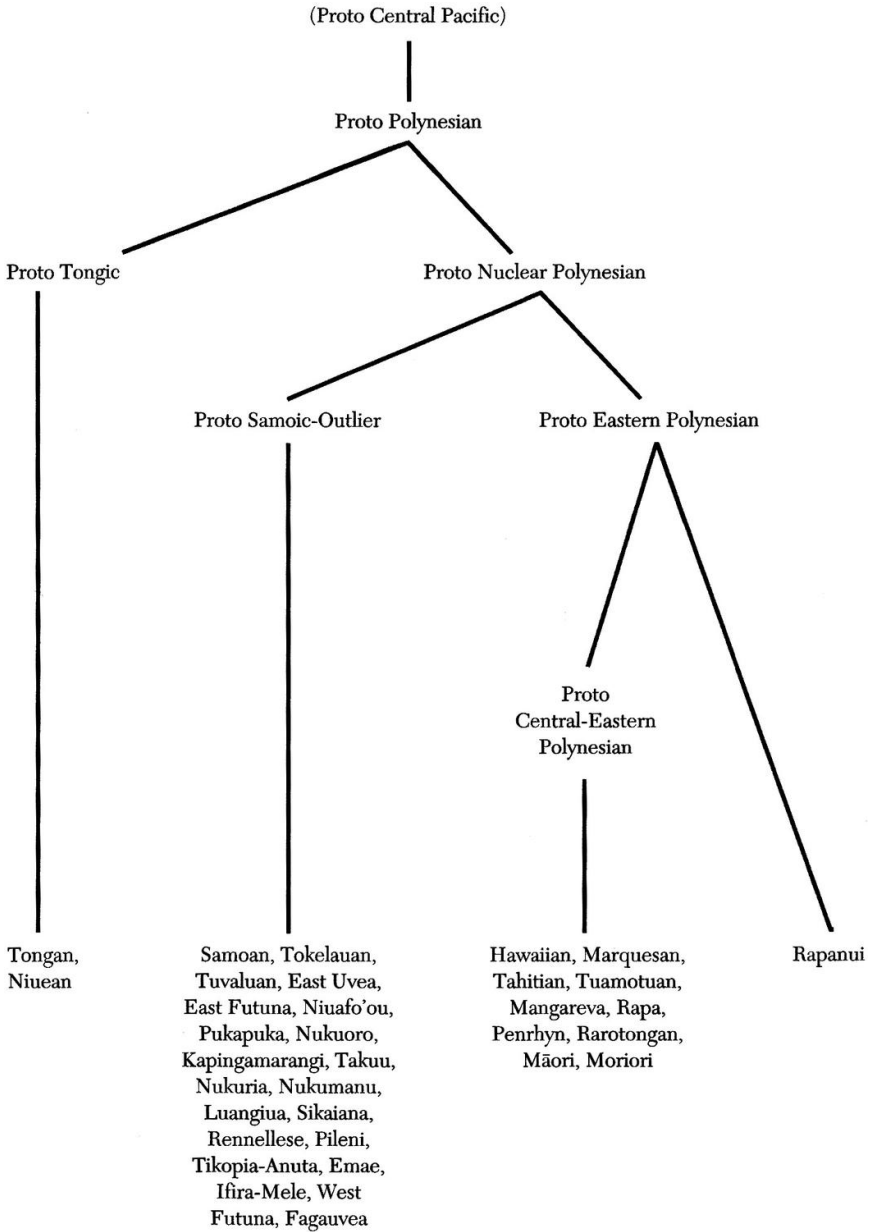 (Proto Central Pacific)
Proto Polynesian
Proto Tongic
Proto Nuclear Polynesian
Proto Samoic-Outlier
Proto Eastern Polynesian
Proto
Central-Eastern
Polynesian
Tongan,
Niuean
Samoan, Tokelauan,
Tuvaluan, East Uvea,
East Futuna, Niuafo'ou,
Pukapuka, Nukuoro,
Kapingamarangi, Takuu,
Nukuria, Nukumanu,
Luangiua, Sikaiana,
Rennellese, Pileni,
Tikopia-Anuta, Emae,
Ifira-Mele, West
Futuna, Fagauvea
Hawaiian, Marquesan,
Tahitian, Tuamotuan,
Mangareva, Rapa,
Penrhyn, Rarotongan,
Māori, Moriori
Rapanui